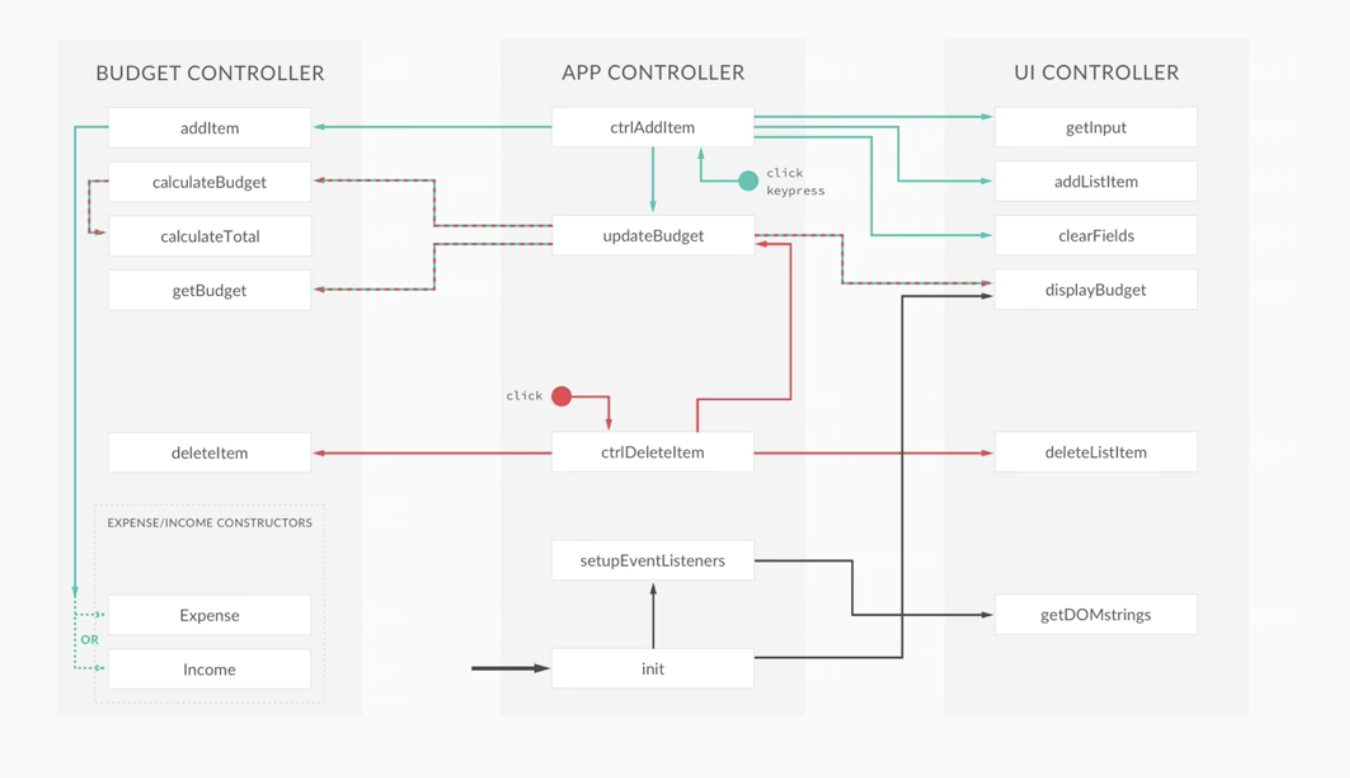 BUDGET CONTROLLER
addItem
calculateBudget
calculateTotal
getBudget
deleteItem
EXPENSE/INCOME CONSTRUCTORS
Expense
OR
Income
APP CONTROLLER
ctrlAddItem
click
keypress
updateBudget
click
ctrlDeleteItem
setupEventListeners
init
UI CONTROLLER
getInput
addListItem
clearFields
displayBudget
deleteListItem
getDOMstrings